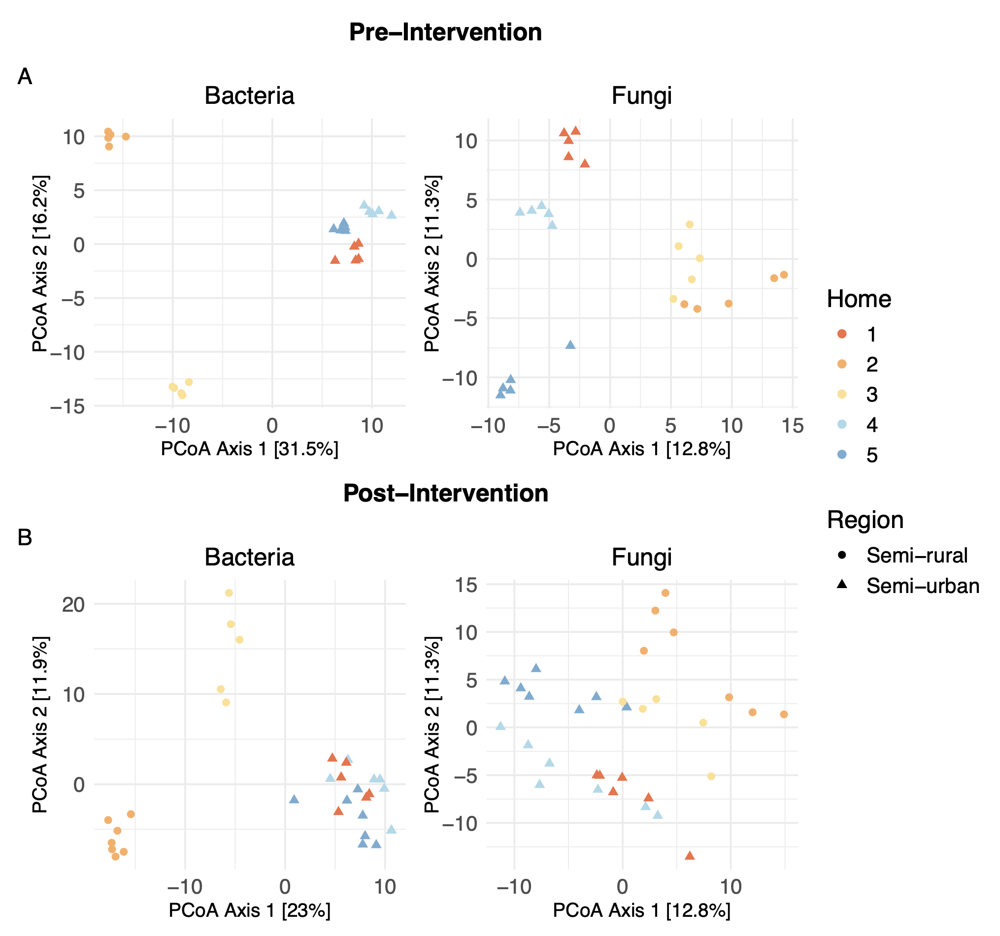 Pre−Intervention
A
Bacteria
Fungi
PCoA Axis 2 [16.2%]
10
5
0
−5
−10
−15
−10 0 10
PCoA Axis 1 [31.5%]
PCoA Axis 2 [11.3%]
10
5
0
−5
−10
−10 −5 0 5 10 15
PCoA Axis 1 [12.8%]
Home
1
2
3
4
5
Post−Intervention
Region
Semi−rural
Semi−urban
B
Bacteria
Fungi
PCoA Axis 2 [11.9%]
20
10
0
−10 0 10
PCoA Axis 1 [23%]
PCoA Axis 2 [11.3%]
15
10
5
0
−5
−10
−10 0 10
PCoA Axis 1 [12.8%]